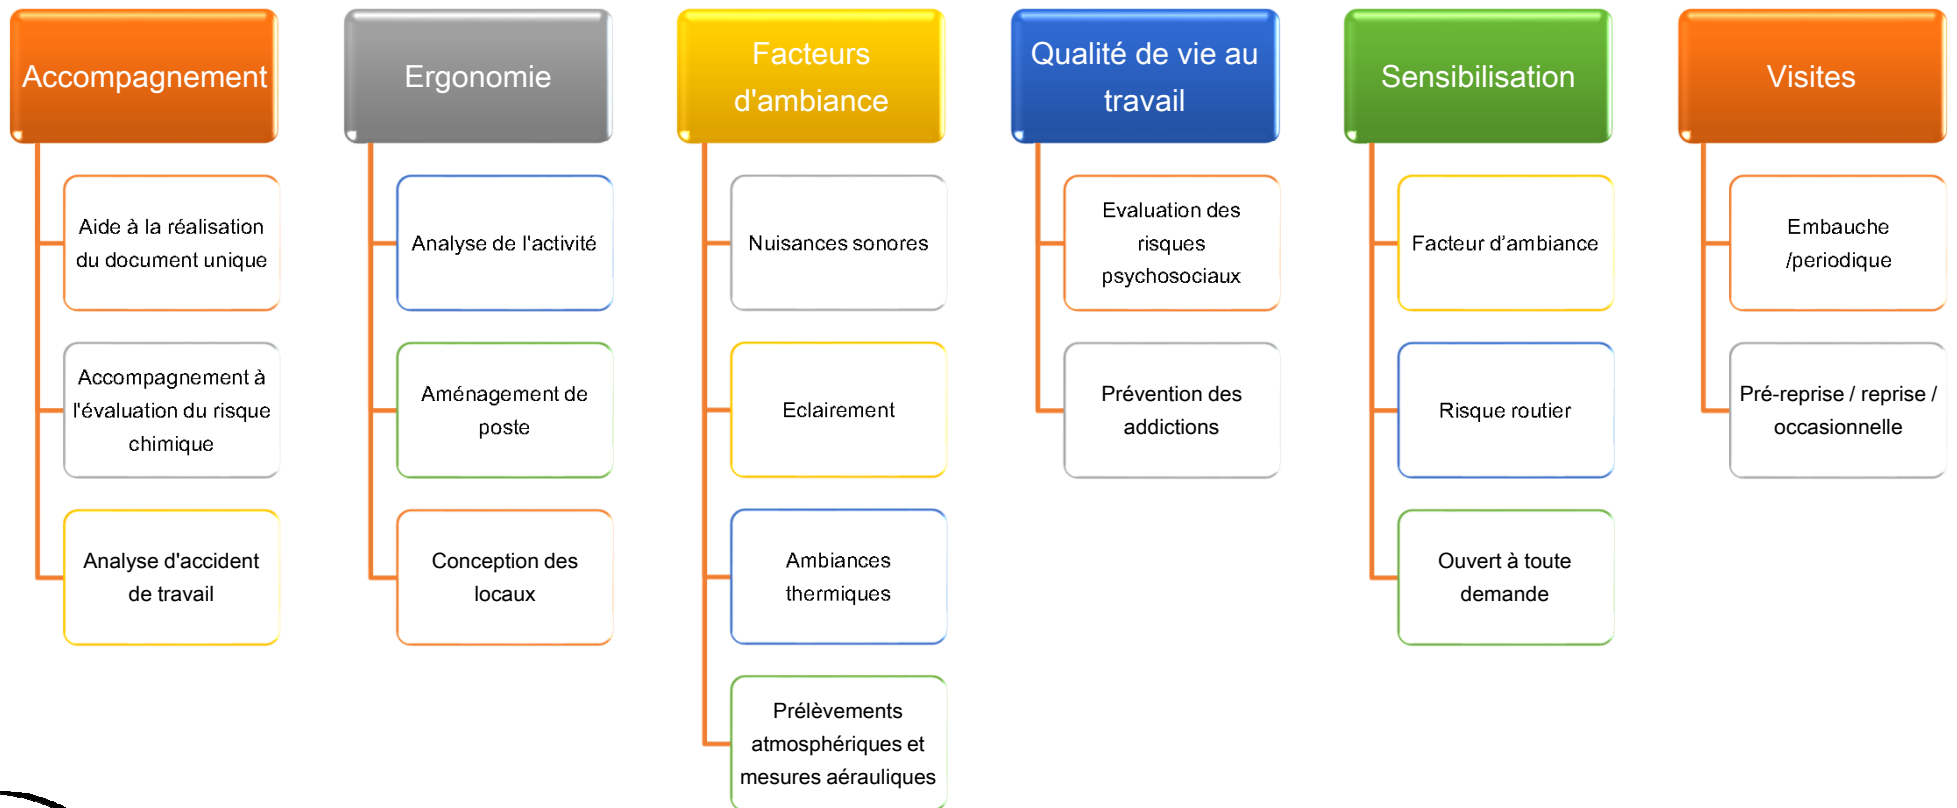 Accompagnement
Aide à la réalisation
du document unique
Accompagnement à
l'évaluation du risque
chimique
Analyse d'accident
de travail
Ergonomie
Analyse de l'activité
Aménagement de
poste
Conception des
locaux
Facteurs
d'ambiance
Nuisances sonores
Eclairement
Ambiances
thermiques
Prélèvements
atmosphériques et
mesures aérauliques
Qualité de vie au
travail
Evaluation des
risques
psychosociaux
Prévention des
addictions
Sensibilisation
Facteur d’ambiance
Risque routier
Ouvert à toute
demande
Visites
Embauche
/periodique
Pré-reprise / reprise /
occasionnelle